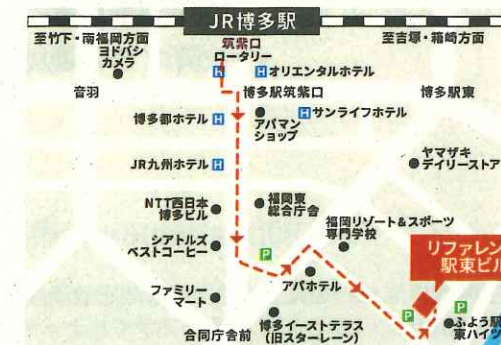 JR博多駅
至竹下・南福岡方面
至吉塚・箱崎方面
筑紫口
ロータリー
ヨドバシ
カメラ
H
H オリエンタルホテル
音羽
博多駅筑紫口
博多駅東
博多都ホテル H
アパマン
ショップ
H サンライフホテル
JR九州ホテル H
ヤマザキ
デイリーストア
NTT西日本
博多ビル
福岡東
総合庁舎
福岡リゾート&スポーツ
専門学校
シアトルズ
ベストコーヒー
P
リファレン
駅東ビル
アパホテル
ファミリー
マート
P
P
合同庁舎前
博多イーストテラス
(旧スターレーン)
ふよう駅
東ハイツ